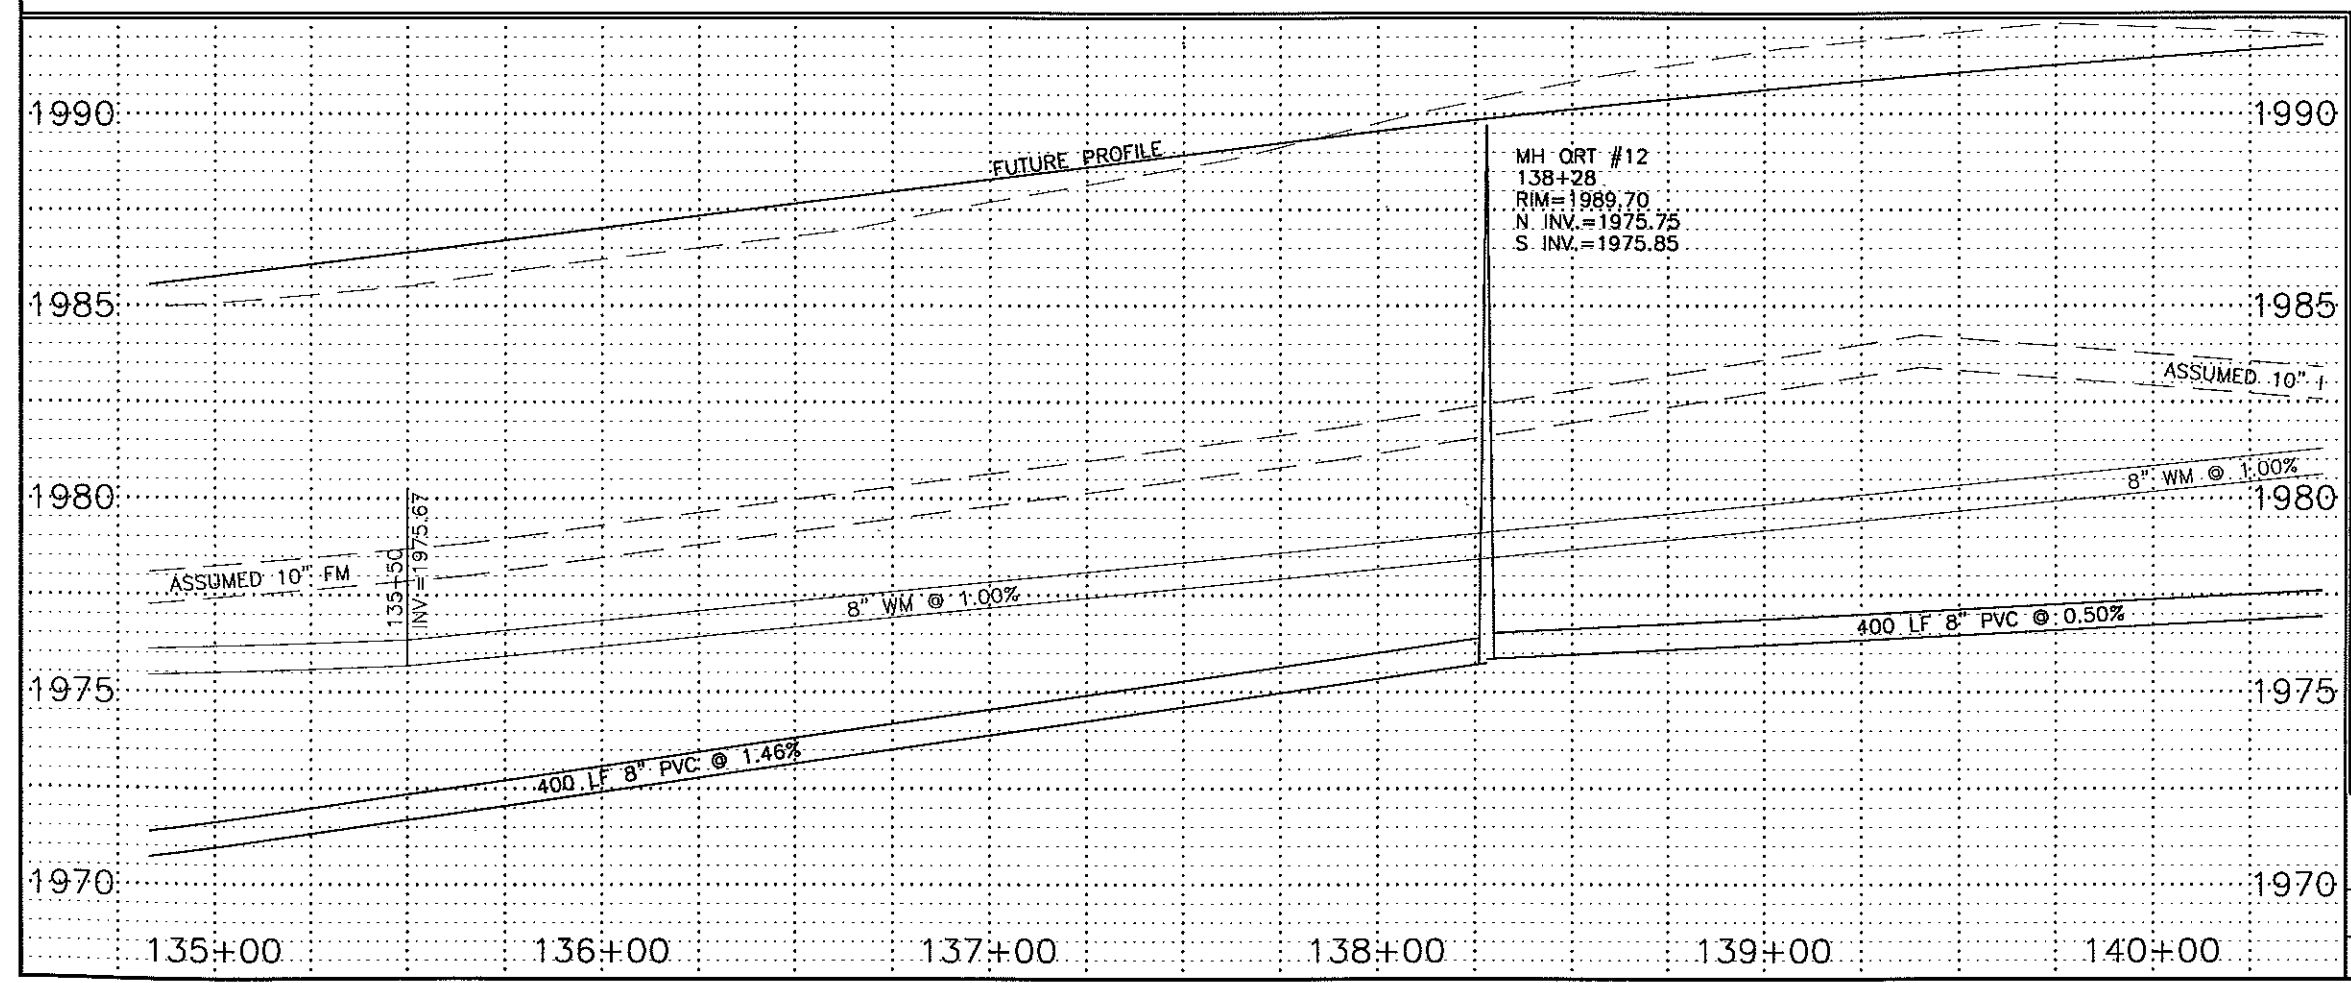 1990
1990
FUTURE PROFILE
MH ORT #12
138+28
RIM=1989.70
N INV.=1975.75
S INV.=1975.85
1985
1985
ASSUMED 10"
1980
1980
8" WM @ 1.00%
135+50
INV=1975.67
ASSUMED 10" FM
8" WM @ 1.00%
400 LF 8" PVC @ 0.50%
1975
1975
400 LF 8" PVC @ 1.46%
1970
1970
135+00
136+00
137+00
138+00
139+00
140+00